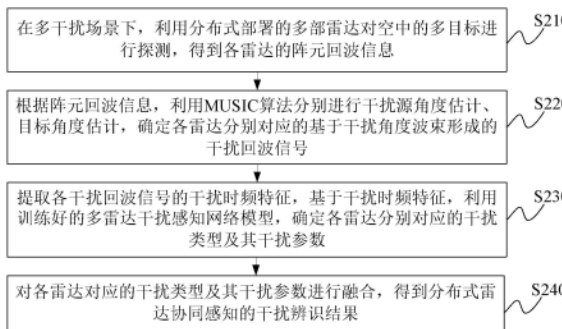 在多干扰场景下，利用分布式部署的多部雷达对空中的多目标进
行探测，得到各雷达的阵元回波信息
S210
根据阵元回波信息，利用MUSIC算法分别进行干扰源角度估计、
目标角度估计，确定各雷达分别对应的基于干扰角度波束形成的
干扰回波信号
S220
提取各干扰回波信号的干扰时频特征，基于干扰时频特征，利用
训练好的多雷达干扰感知网络模型，确定各雷达分别对应的干扰
类型及其干扰参数
S230
对各雷达对应的干扰类型及其干扰参数进行融合，得到分布式雷
达协同感知的干扰辨识结果
S240